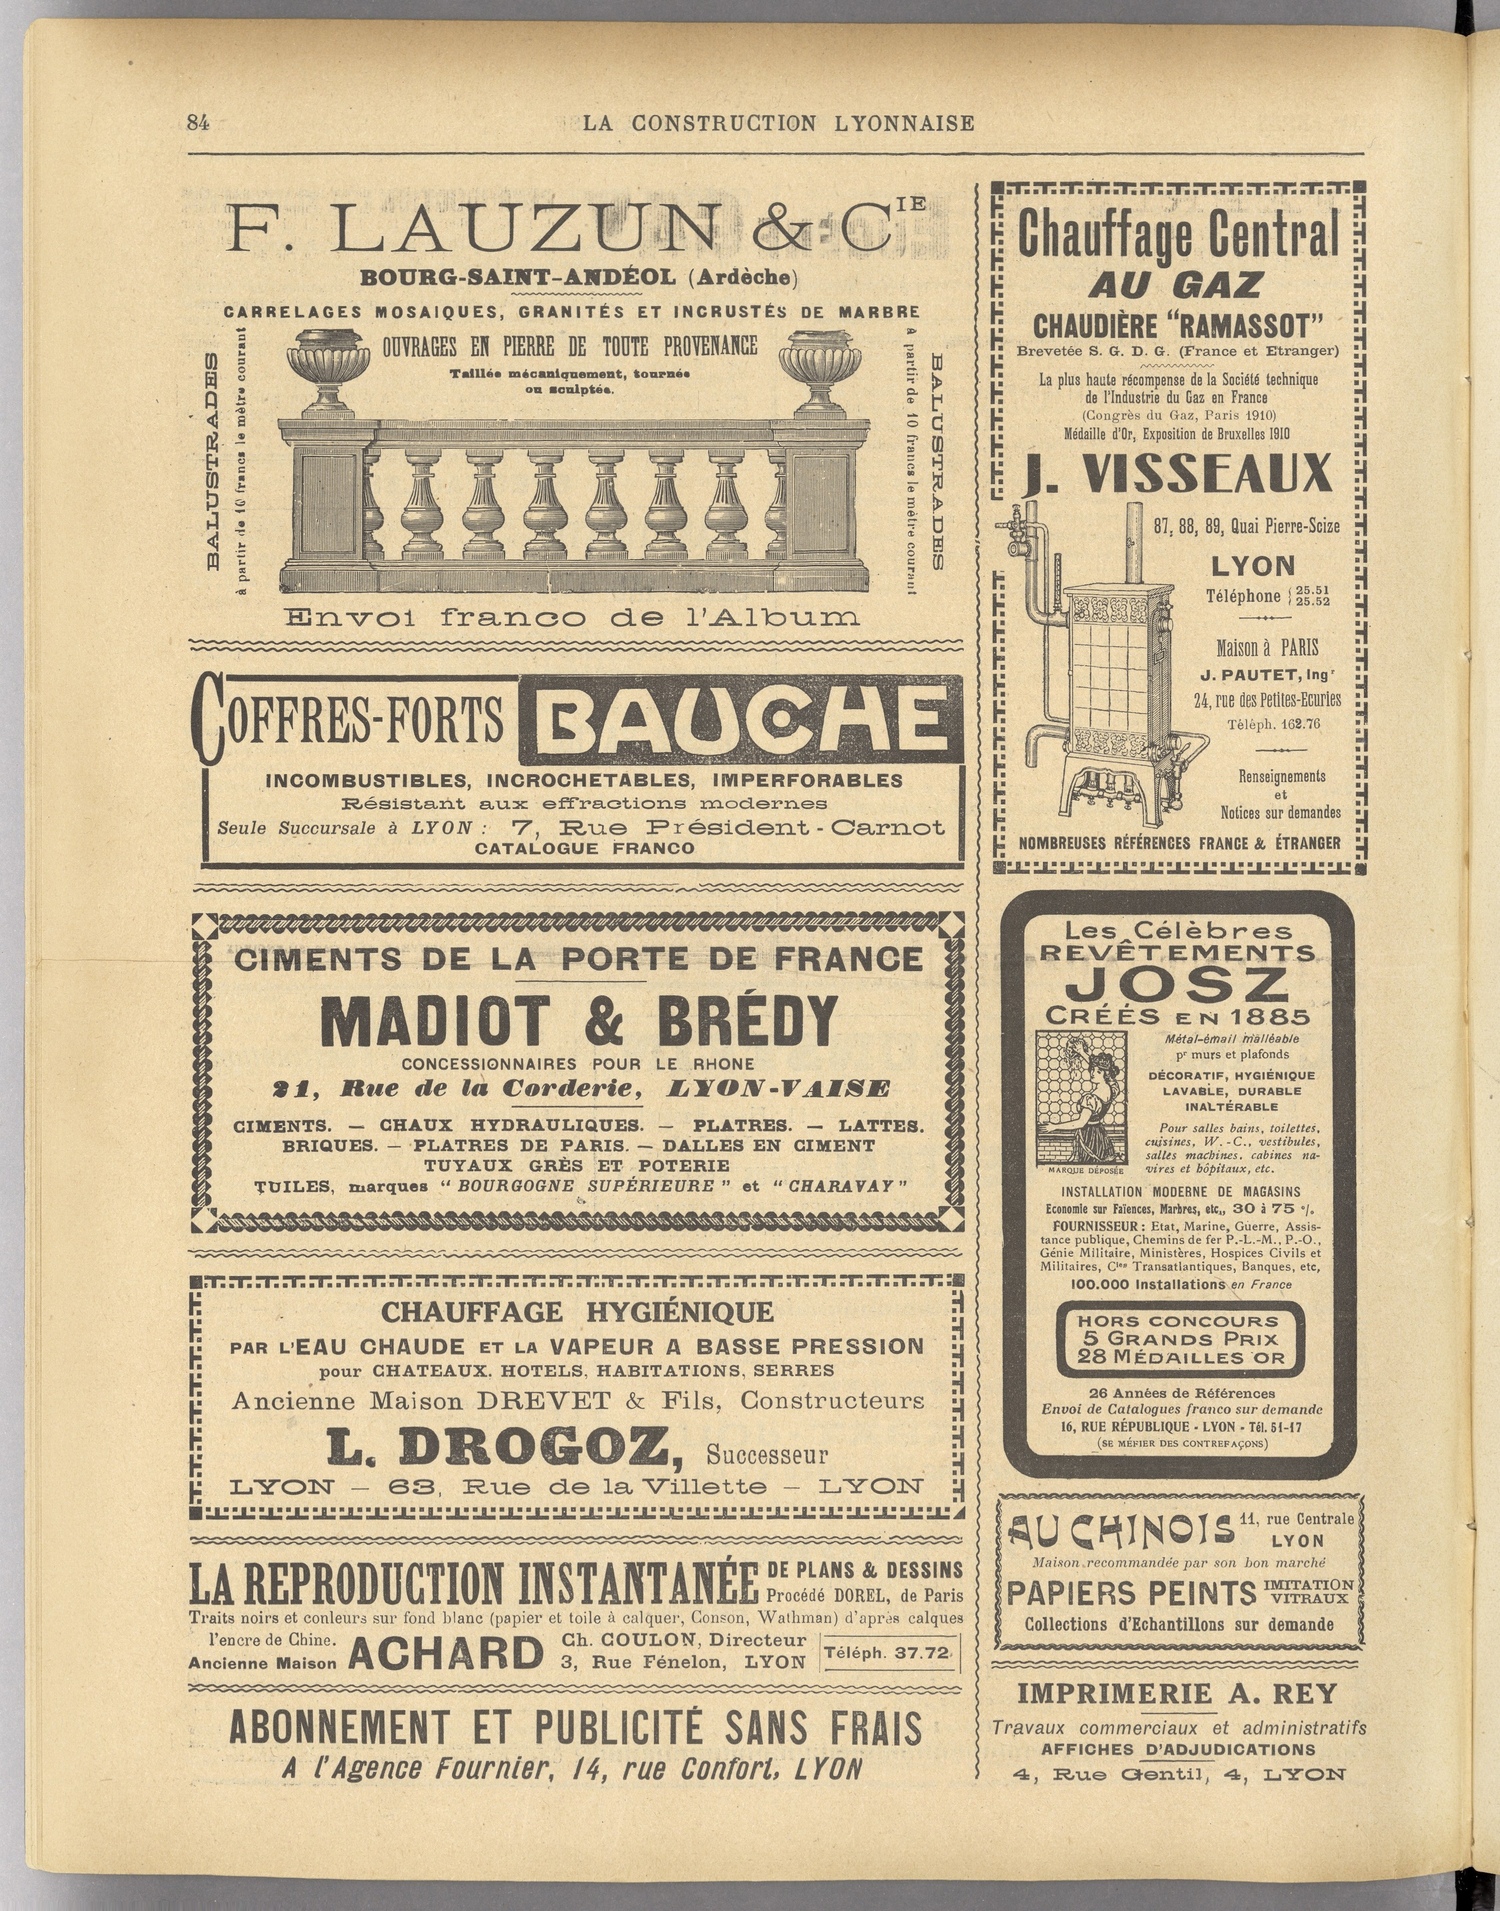 84
LA CONSTRUCTION LYONNAISE
F. LAUZUN & CIE
BOURG-SAINT-ANDÉOL (Ardèche)
CARRELAGES MOSAIQUES, GRANITÉS ET INCRUSTÉS DE MARBRE
OUVRAGES EN PIERRE DE TOUTE PROVENANCE
Taillée mécaniquement, tournée
ou sculptée.
BALUSTRADES
à partir de 10 francs le mètre courant
à partir de 10 francs le mètre courant
BALUSTRADES
Envoi franco de l'Album
COFFRES-FORTS BAUCHE
INCOMBUSTIBLES, INCROCHETABLES, IMPERFORABLES
Résistant aux effractions modernes
Seule Succursale à LYON : 7, Rue Président-Carnot
CATALOGUE FRANCO
CIMENTS DE LA PORTE DE FRANCE
MADIOT & BRÉDY
CONCESSIONNAIRES POUR LE RHONE
21, Rue de la Corderie, LYON-VAISE
CIMENTS. — CHAUX HYDRAULIQUES. — PLATRES. — LATTES.
BRIQUES. — PLATRES DE PARIS. — DALLES EN CIMENT
TUYAUX GRÈS ET POTERIE
TUILES, marques " BOURGOGNE SUPÉRIEURE " et " CHARAVAY "
CHAUFFAGE HYGIÉNIQUE
PAR L'EAU CHAUDE ET LA VAPEUR A BASSE PRESSION
pour CHATEAUX. HOTELS, HABITATIONS, SERRES
Ancienne Maison DREVET & Fils, Constructeurs
L. DROGOZ, Successeur
LYON — 63, Rue de la Villette — LYON
LA REPRODUCTION INSTANTANÉE DE PLANS & DESSINS
Procédé DOREL, de Paris
Traits noirs et conleurs sur fond blanc (papier et toile à calquer, Conson, Wathman) d'après calques
l'encre de Chine.
Ancienne Maison ACHARD
Ch. COULON, Directeur
3, Rue Fénelon, LYON
Téléph. 37.72
ABONNEMENT ET PUBLICITÉ SANS FRAIS
A l'Agence Fournier, 14, rue Confort, LYON
Chauffage Central
AU GAZ
CHAUDIÈRE "RAMASSOT"
Brevetée S. G. D. G. (France et Etranger)
La plus haute récompense de la Société technique
de l'Industrie du Gaz en France
(Congrès du Gaz, Paris 1910)
Médaille d'Or, Exposition de Bruxelles 1910
J. VISSEAUX
87, 88, 89, Quai Pierre-Scize
LYON
Téléphone { 25.51
25.52
Maison à PARIS
J. PAUTET, Ingr
24, rue des Petites-Ecuries
Téléph. 162.76
Renseignements
et
Notices sur demandes
NOMBREUSES RÉFÉRENCES FRANCE & ÉTRANGER
Les Célèbres
REVÊTEMENTS
JOSZ
CRÉÉS EN 1885
Métal-émail malléable
pr murs et plafonds
DÉCORATIF, HYGIÉNIQUE
LAVABLE, DURABLE
INALTÉRABLE
Pour salles bains, toilettes,
cuisines, W.-C., vestibules,
salles machines, cabines na-
vires et hôpitaux, etc.
MARQUE DÉPOSÉE
INSTALLATION MODERNE DE MAGASINS
Economie sur Faïences, Marbres, etc., 30 à 75 %.
FOURNISSEUR : Etat, Marine, Guerre, Assis-
tance publique, Chemins de fer P.-L.-M., P.-O.,
Génie Militaire, Ministères, Hospices Civils et
Militaires, Cies Transatlantiques, Banques, etc,
100.000 Installations en France
HORS CONCOURS
5 GRANDS PRIX
28 MÉDAILLES OR
26 Années de Références
Envoi de Catalogues franco sur demande
16, RUE RÉPUBLIQUE - LYON - Tél. 51-17
(SE MÉFIER DES CONTREFAÇONS)
AU CHINOIS 11, rue Centrale
LYON
Maison recommandée par son bon marché
PAPIERS PEINTS IMITATION
VITRAUX
Collections d'Echantillons sur demande
IMPRIMERIE A. REY
Travaux commerciaux et administratifs
AFFICHES D'ADJUDICATIONS
4, Rue Gentil, 4, LYON